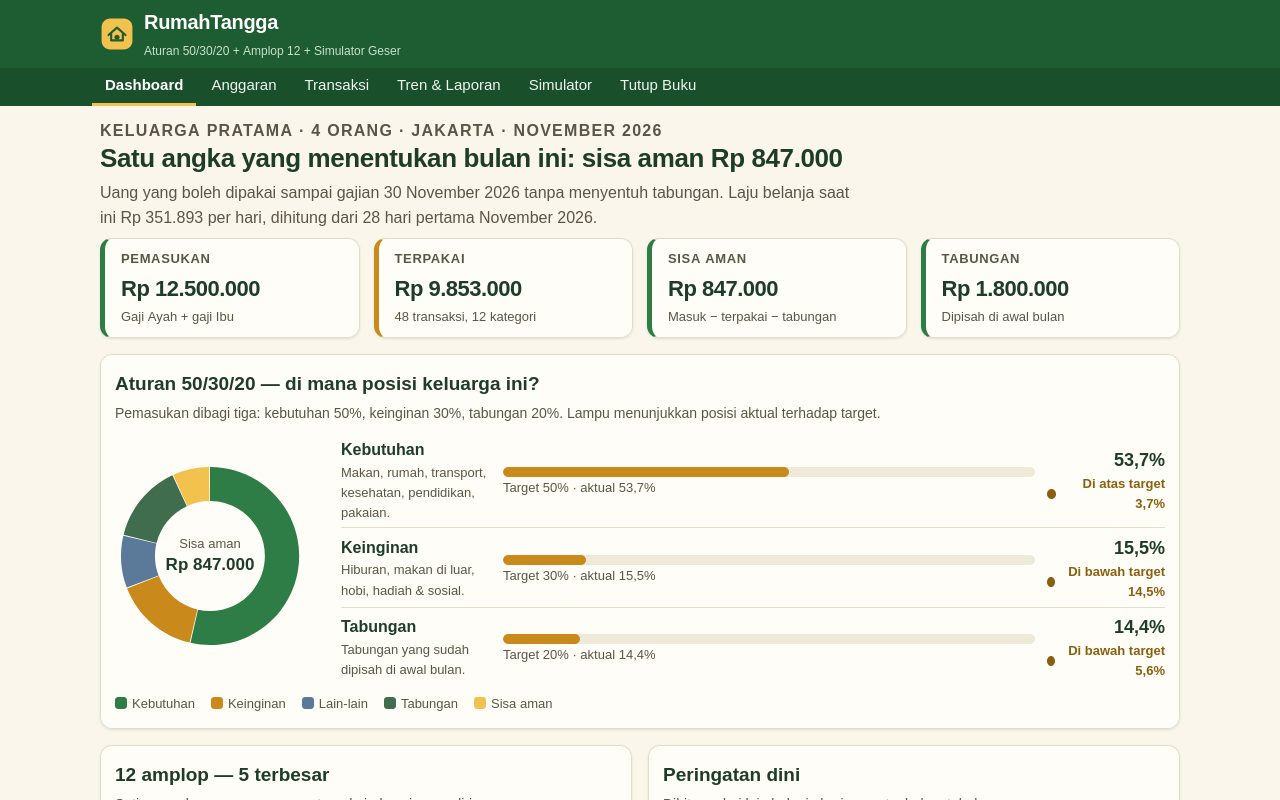 RumahTangga
Aturan 50/30/20 + Amplop 12 + Simulator Geser
Dashboard Anggaran Transaksi Tren & Laporan Simulator Tutup Buku
KELUARGA PRATAMA · 4 ORANG · JAKARTA · NOVEMBER 2026
Satu angka yang menentukan bulan ini: sisa aman Rp 847.000
Uang yang boleh dipakai sampai gajian 30 November 2026 tanpa menyentuh tabungan. Laju belanja saat
ini Rp 351.893 per hari, dihitung dari 28 hari pertama November 2026.
PEMASUKAN
Rp 12.500.000
Gaji Ayah + gaji Ibu
TERPAKAI
Rp 9.853.000
48 transaksi, 12 kategori
SISA AMAN
Rp 847.000
Masuk − terpakai − tabungan
TABUNGAN
Rp 1.800.000
Dipisah di awal bulan
Aturan 50/30/20 — di mana posisi keluarga ini?
Pemasukan dibagi tiga: kebutuhan 50%, keinginan 30%, tabungan 20%. Lampu menunjukkan posisi aktual terhadap target.
Sisa aman
Rp 847.000
Kebutuhan
Makan, rumah, transport,
kesehatan, pendidikan,
pakaian.
Target 50% · aktual 53,7%
53,7%
Di atas target
3,7%
Keinginan
Hiburan, makan di luar,
hobi, hadiah & sosial.
Target 30% · aktual 15,5%
15,5%
Di bawah target
14,5%
Tabungan
Tabungan yang sudah
dipisah di awal bulan.
Target 20% · aktual 14,4%
14,4%
Di bawah target
5,6%
Kebutuhan Keinginan Lain-lain Tabungan Sisa aman
12 amplop — 5 terbesar
Peringatan dini